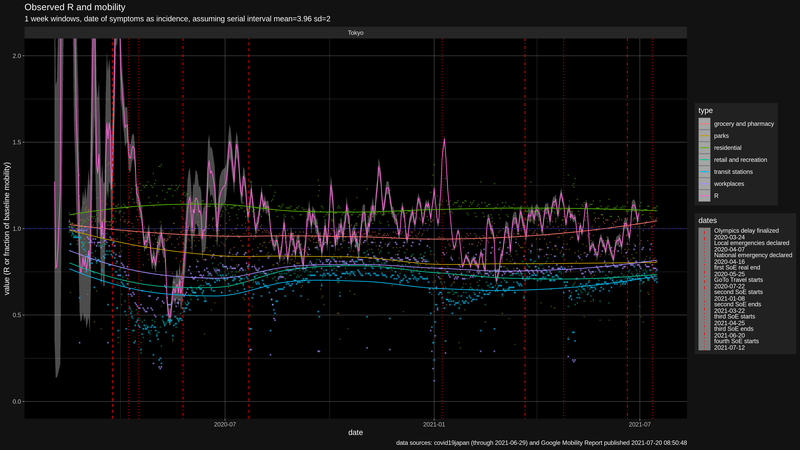 Observed R and mobility
1 week windows, date of symptoms as incidence, assuming serial interval mean=3.96 sd=2
Tokyo
value (R or fraction of baseline mobility)
2.0
1.5
1.0
0.5
0.0
2020-07
2021-01
2021-07
date
type
grocery and pharmacy
parks
residential
retail and recreation
transit stations
workplaces
R
dates
Olympics delay finalized
2020-03-24
Local emergencies declared
2020-04-07
National emergency declared
2020-04-16
first SoE real end
2020-05-25
GoTo Travel starts
2020-07-22
second SoE starts
2021-01-08
second SoE ends
2021-03-22
third SoE starts
2021-04-25
third SoE ends
2021-06-20
fourth SoE starts
2021-07-12
data sources: covid19japan (through 2021-06-29) and Google Mobility Report published 2021-07-20 08:50:48